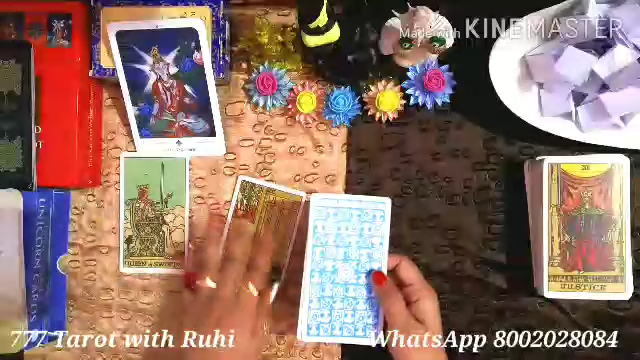 Made with KINEMASTER
UNICORN CARDS
QUEEN of SWORDS
JUSTICE
777 Tarot with Ruhi
WhatsApp 8002028084